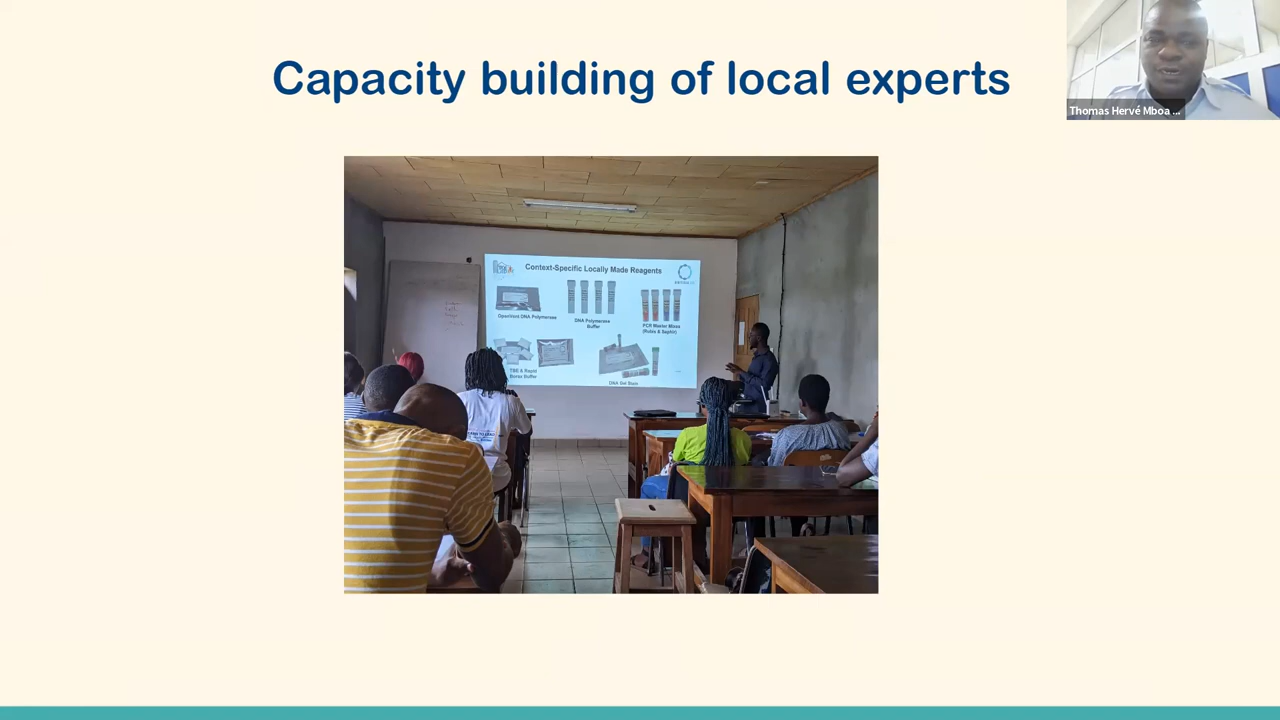 Capacity building of local experts
Thomas Hervé Mboa ...
Context-Specific Locally Made Reagents
OpenVent DNA Polymerase
DNA Polymerase
Buffer
PCR Master Mixes
(Rubis & Saphir)
TBE & Rapid
Borax Buffer
DNA Gel Stain